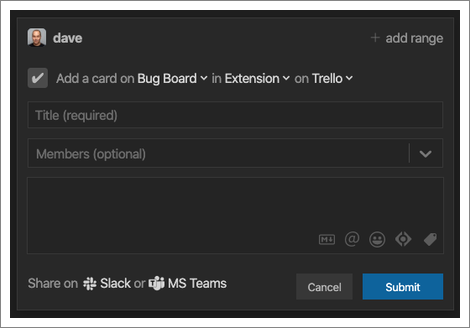 dave
+ add range
Add a card on Bug Board in Extension on Trello
Title (required)
Members (optional)
M↓ @
Share on Slack or MS Teams
Cancel
Submit